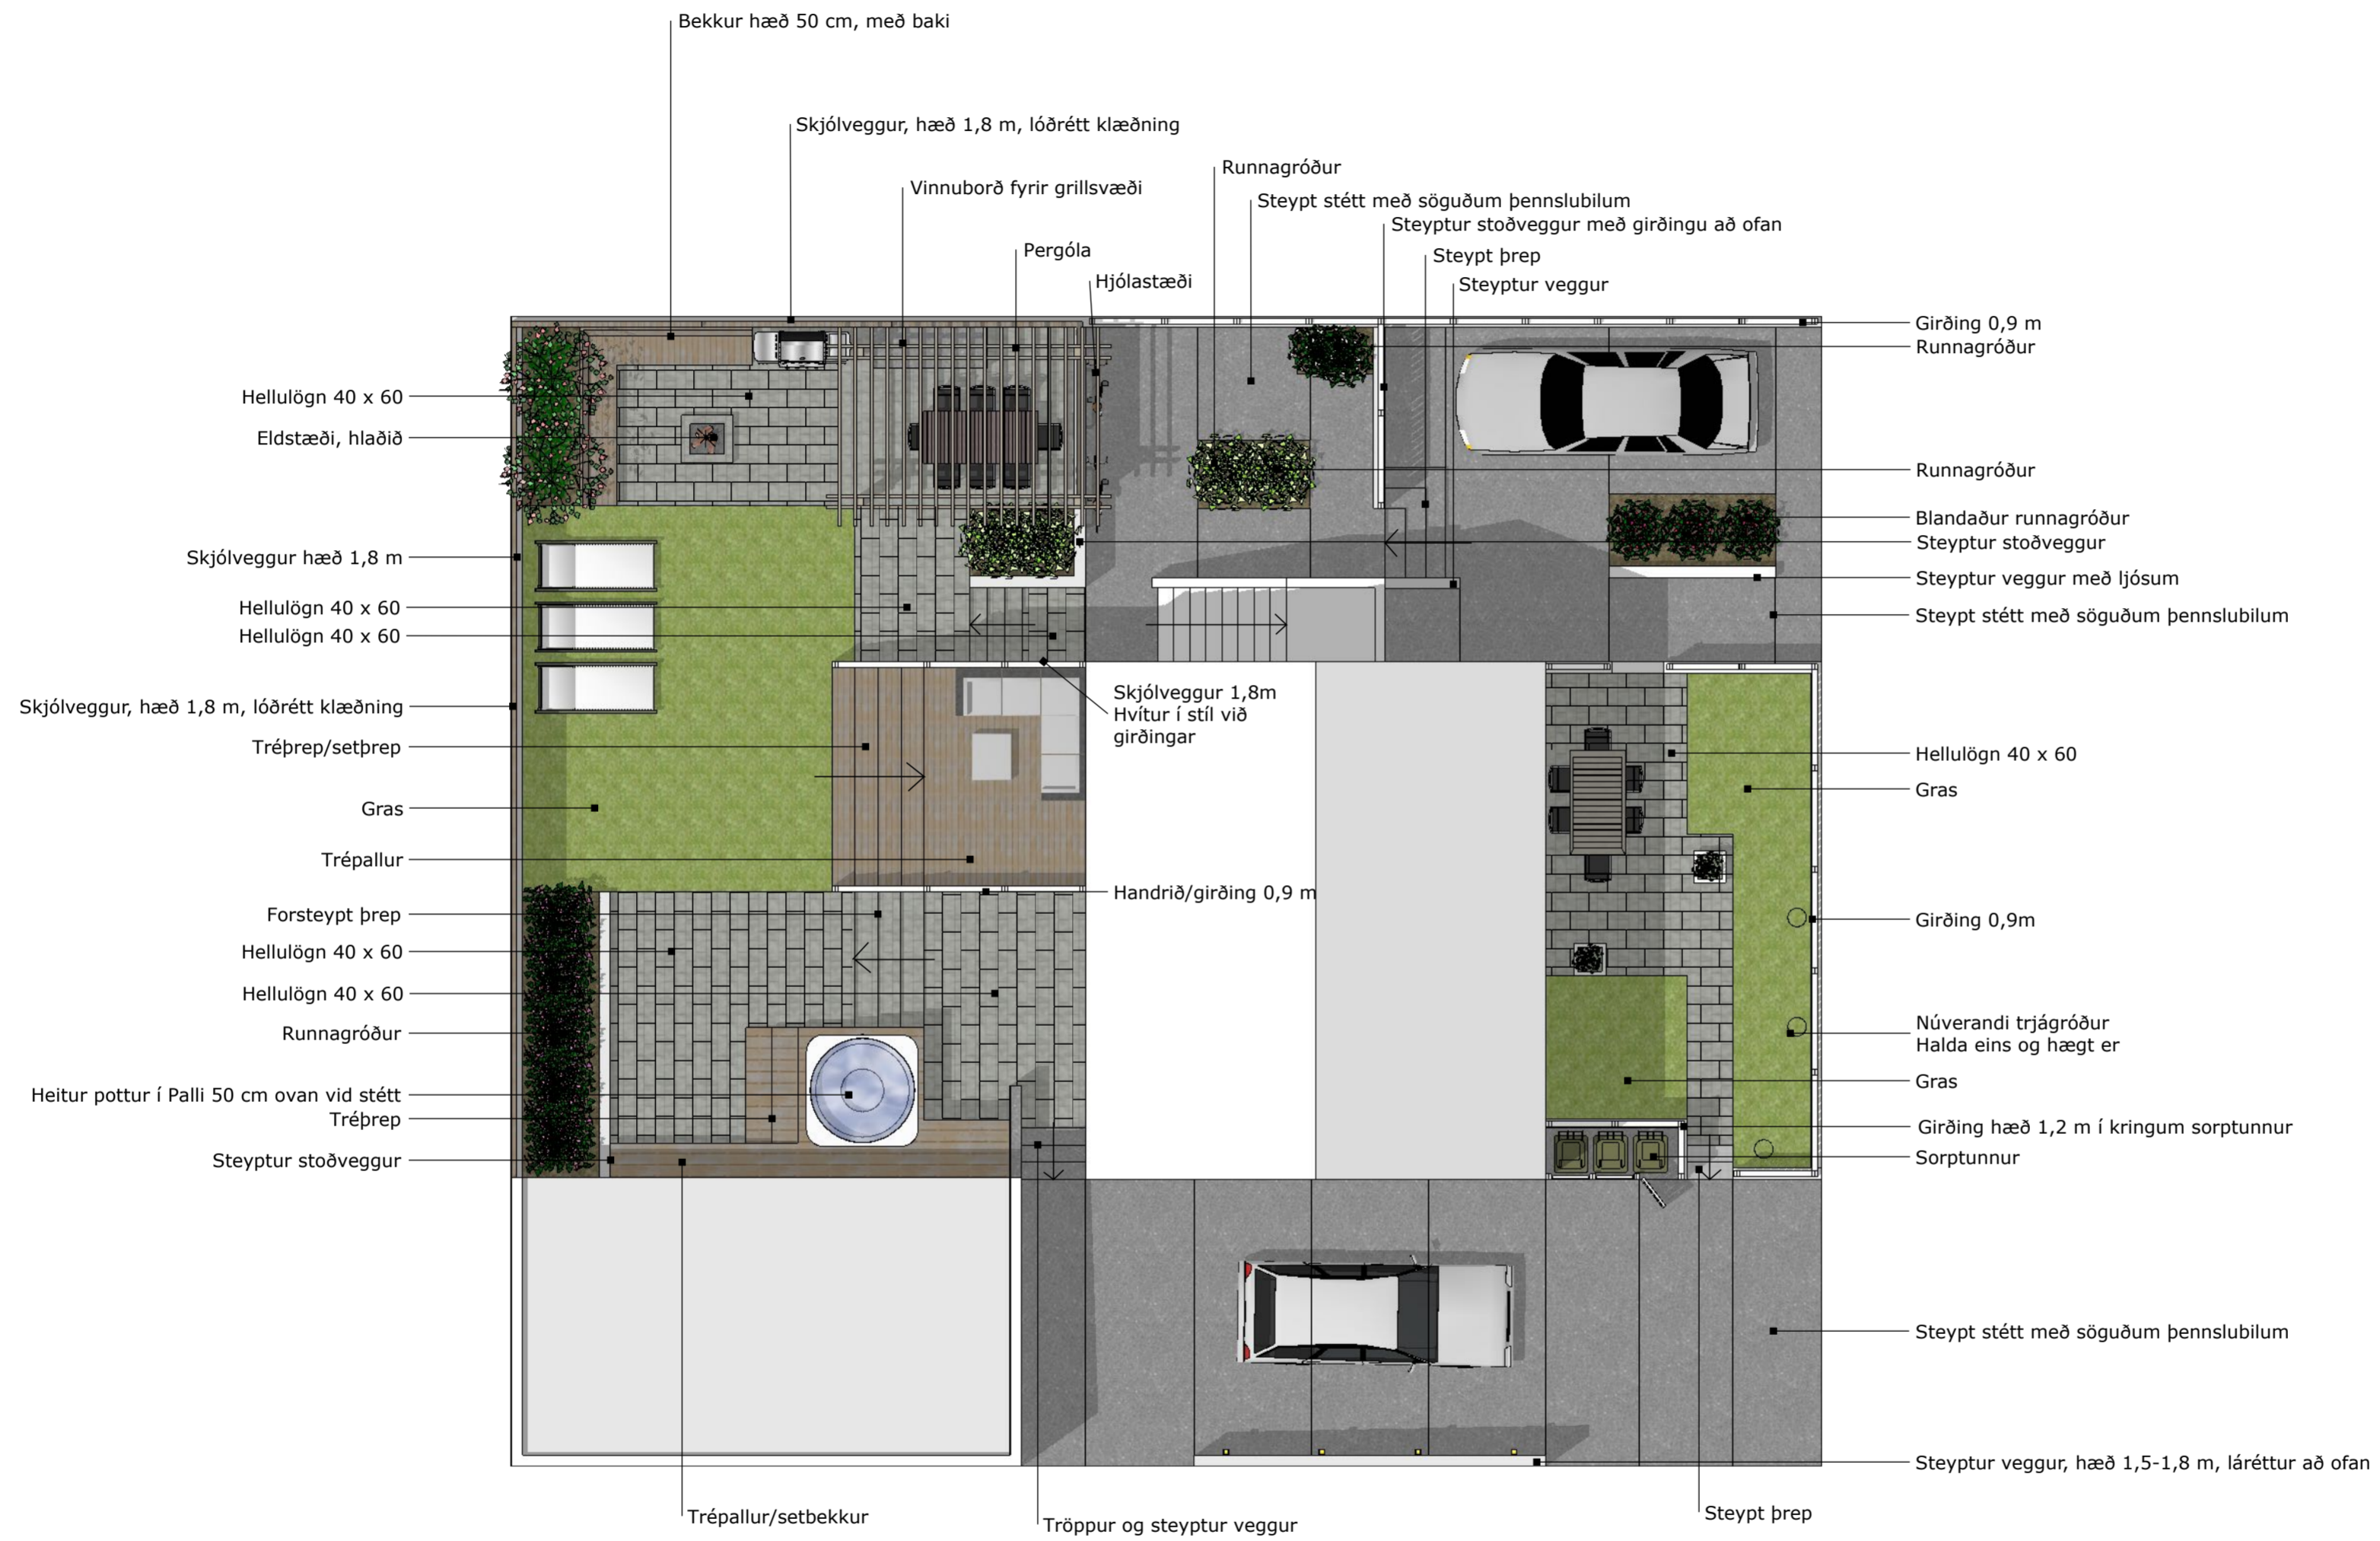 Bekkur hæð 50 cm, með baki
Skjólveggur, hæð 1,8 m, lóðrétt klæðning
Vinnuborð fyrir grillsvæði
Pergóla
Hjólastæði
Runnagróður
Steypt stétt með söguðum þennslubilum
Steyptur stoðveggur með girðingu að ofan
Steypt þrep
Steyptur veggur
Hellulögn 40 x 60
Eldstæði, hlaðið
Skjólveggur hæð 1,8 m
Hellulögn 40 x 60
Hellulögn 40 x 60
Skjólveggur, hæð 1,8 m, lóðrétt klæðning
Tréþrep/setþrep
Gras
Trépallur
Forsteypt þrep
Hellulögn 40 x 60
Hellulögn 40 x 60
Runnagróður
Heitur pottur í Palli 50 cm ovan vid stétt
Tréþrep
Steyptur stoðveggur
Skjólveggur 1,8m
Hvítur í stíl við
girðingar
Handrið/girðing 0,9 m
Girðing 0,9 m
Runnagróður
Runnagróður
Blandaður runnagróður
Steyptur stoðveggur
Steyptur veggur með ljósum
Steypt stétt með söguðum þennslubilum
Hellulögn 40 x 60
Gras
Girðing 0,9m
Núverandi trjágróður
Halda eins og hægt er
Gras
Girðing hæð 1,2 m í kringum sorptunnur
Sorptunnur
Steypt stétt með söguðum þennslubilum
Steyptur veggur, hæð 1,5-1,8 m, láréttur að ofan
Trépallur/setbekkur
Tröppur og steyptur veggur
Steypt þrep